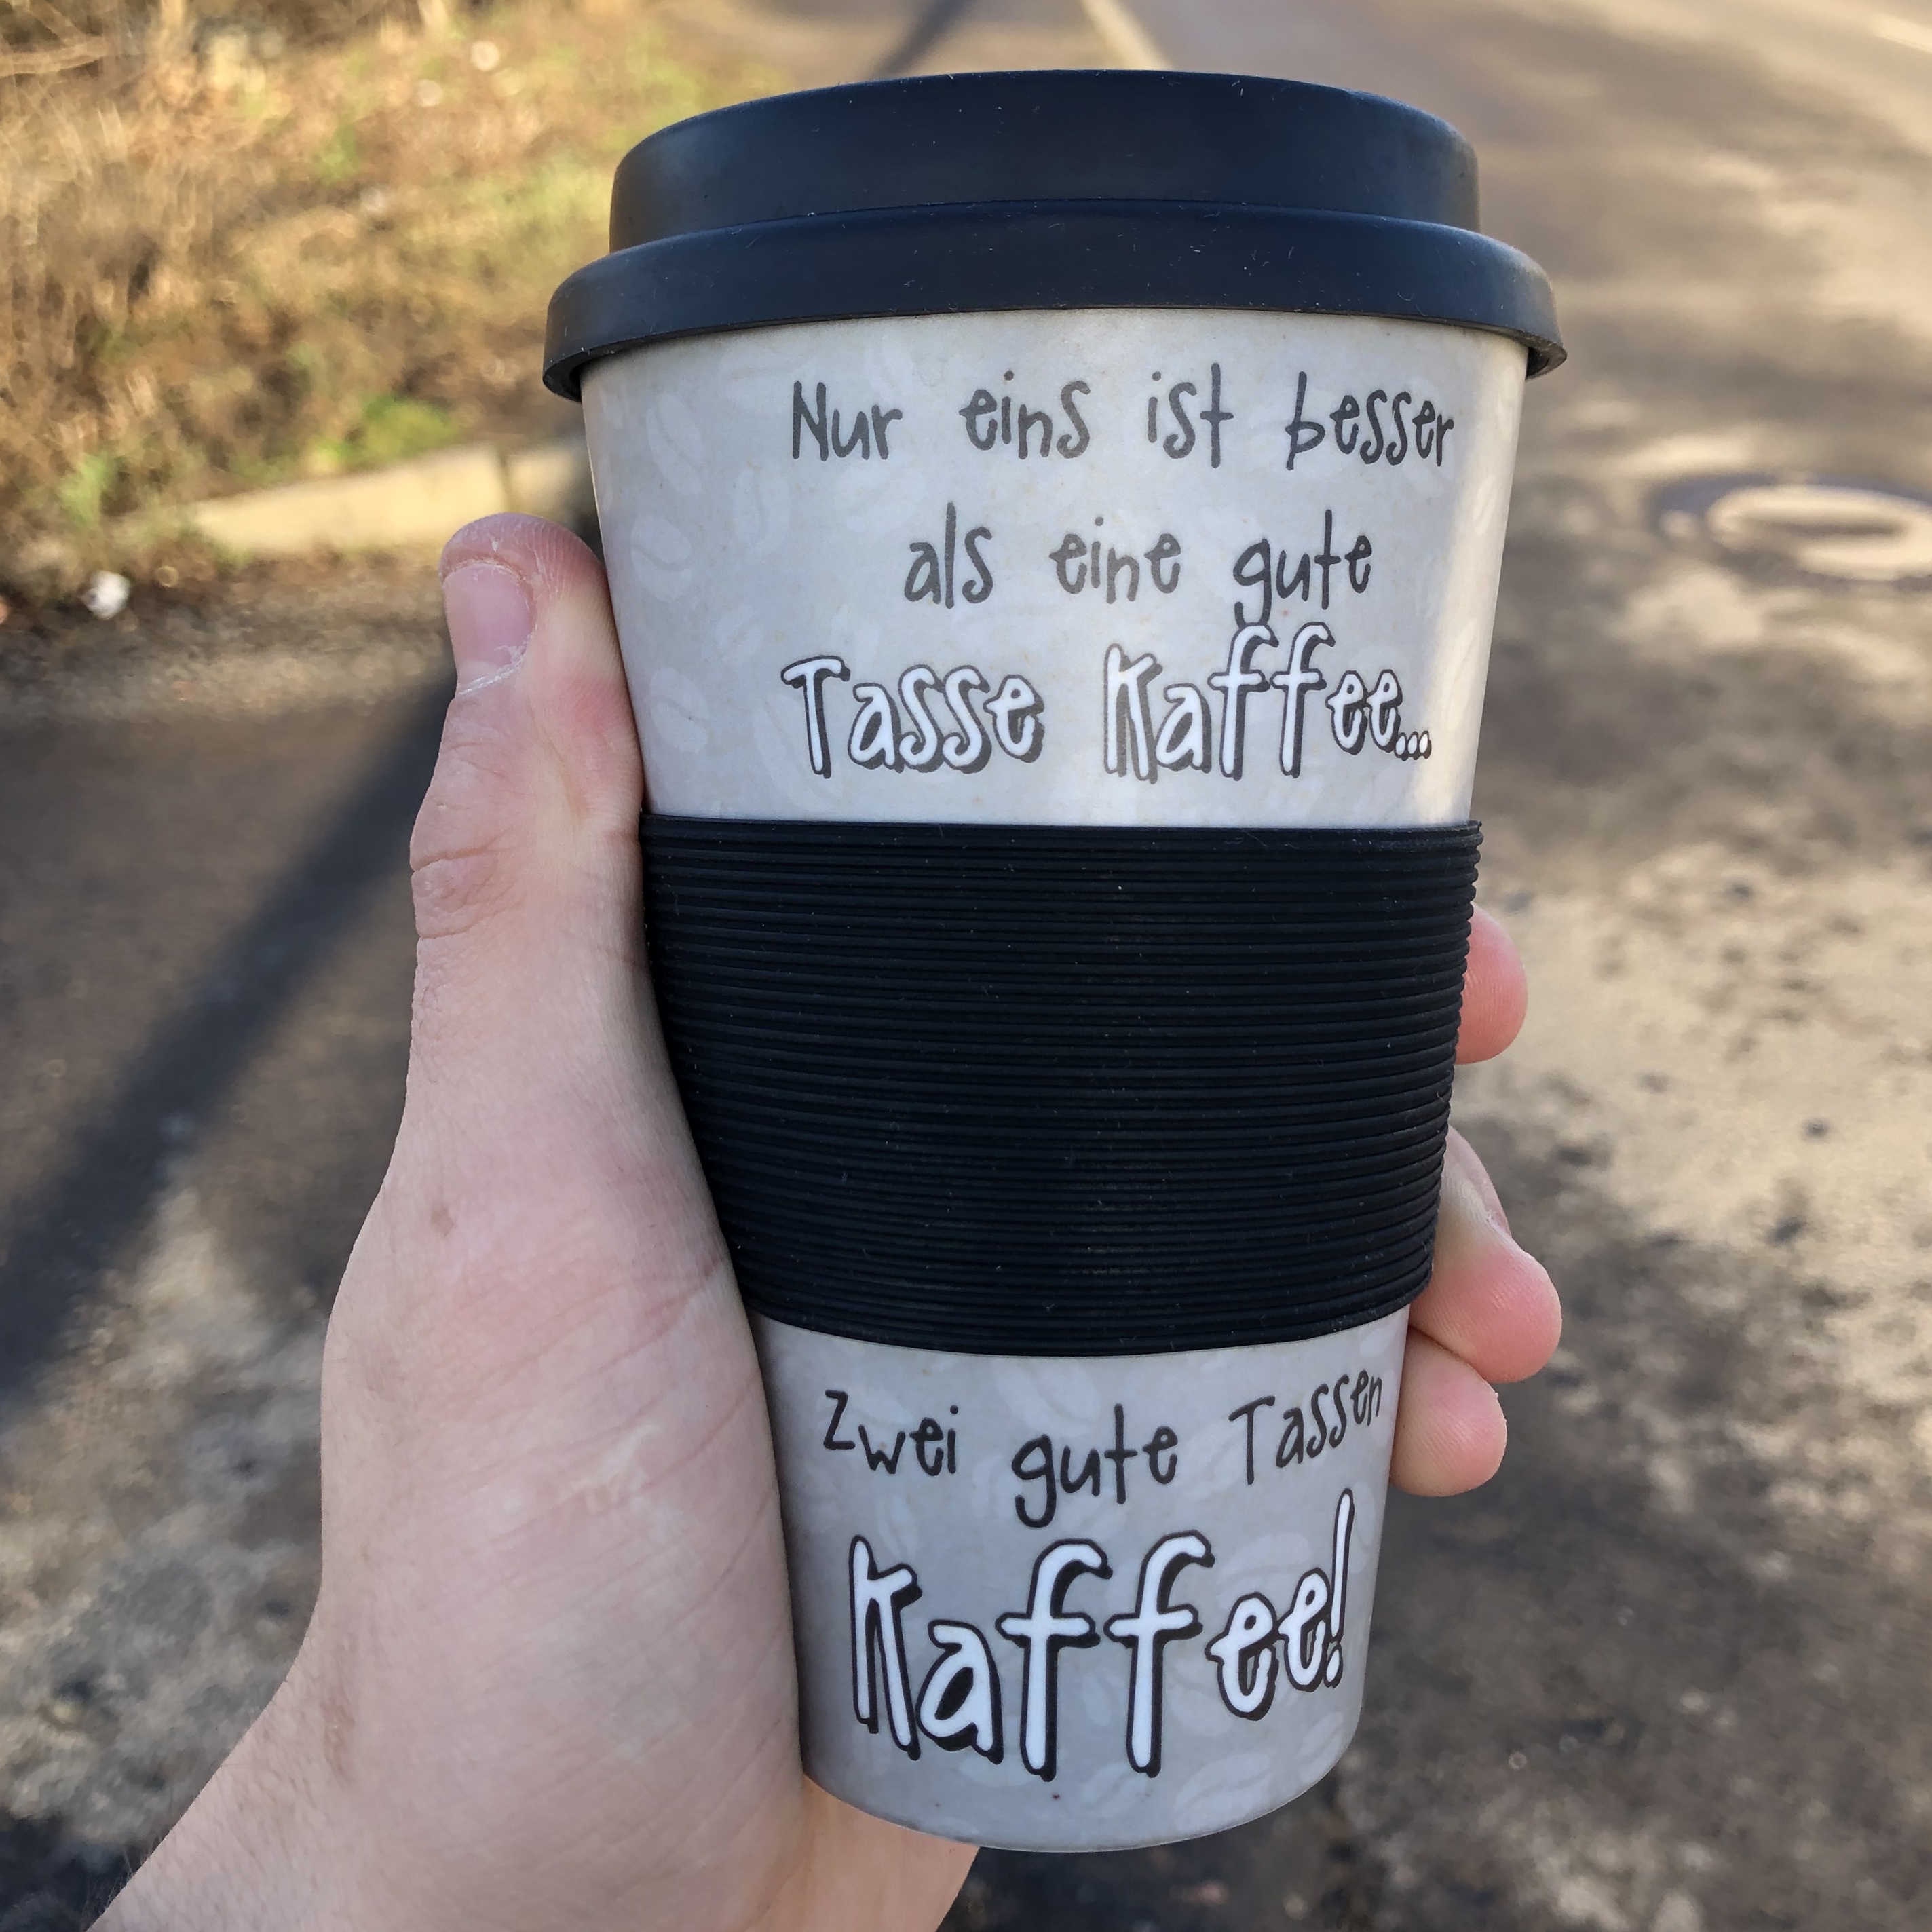 Nur eins ist besser
als eine gute
Tasse Kaffee...
Zwei gute Tassen
Kaffee!